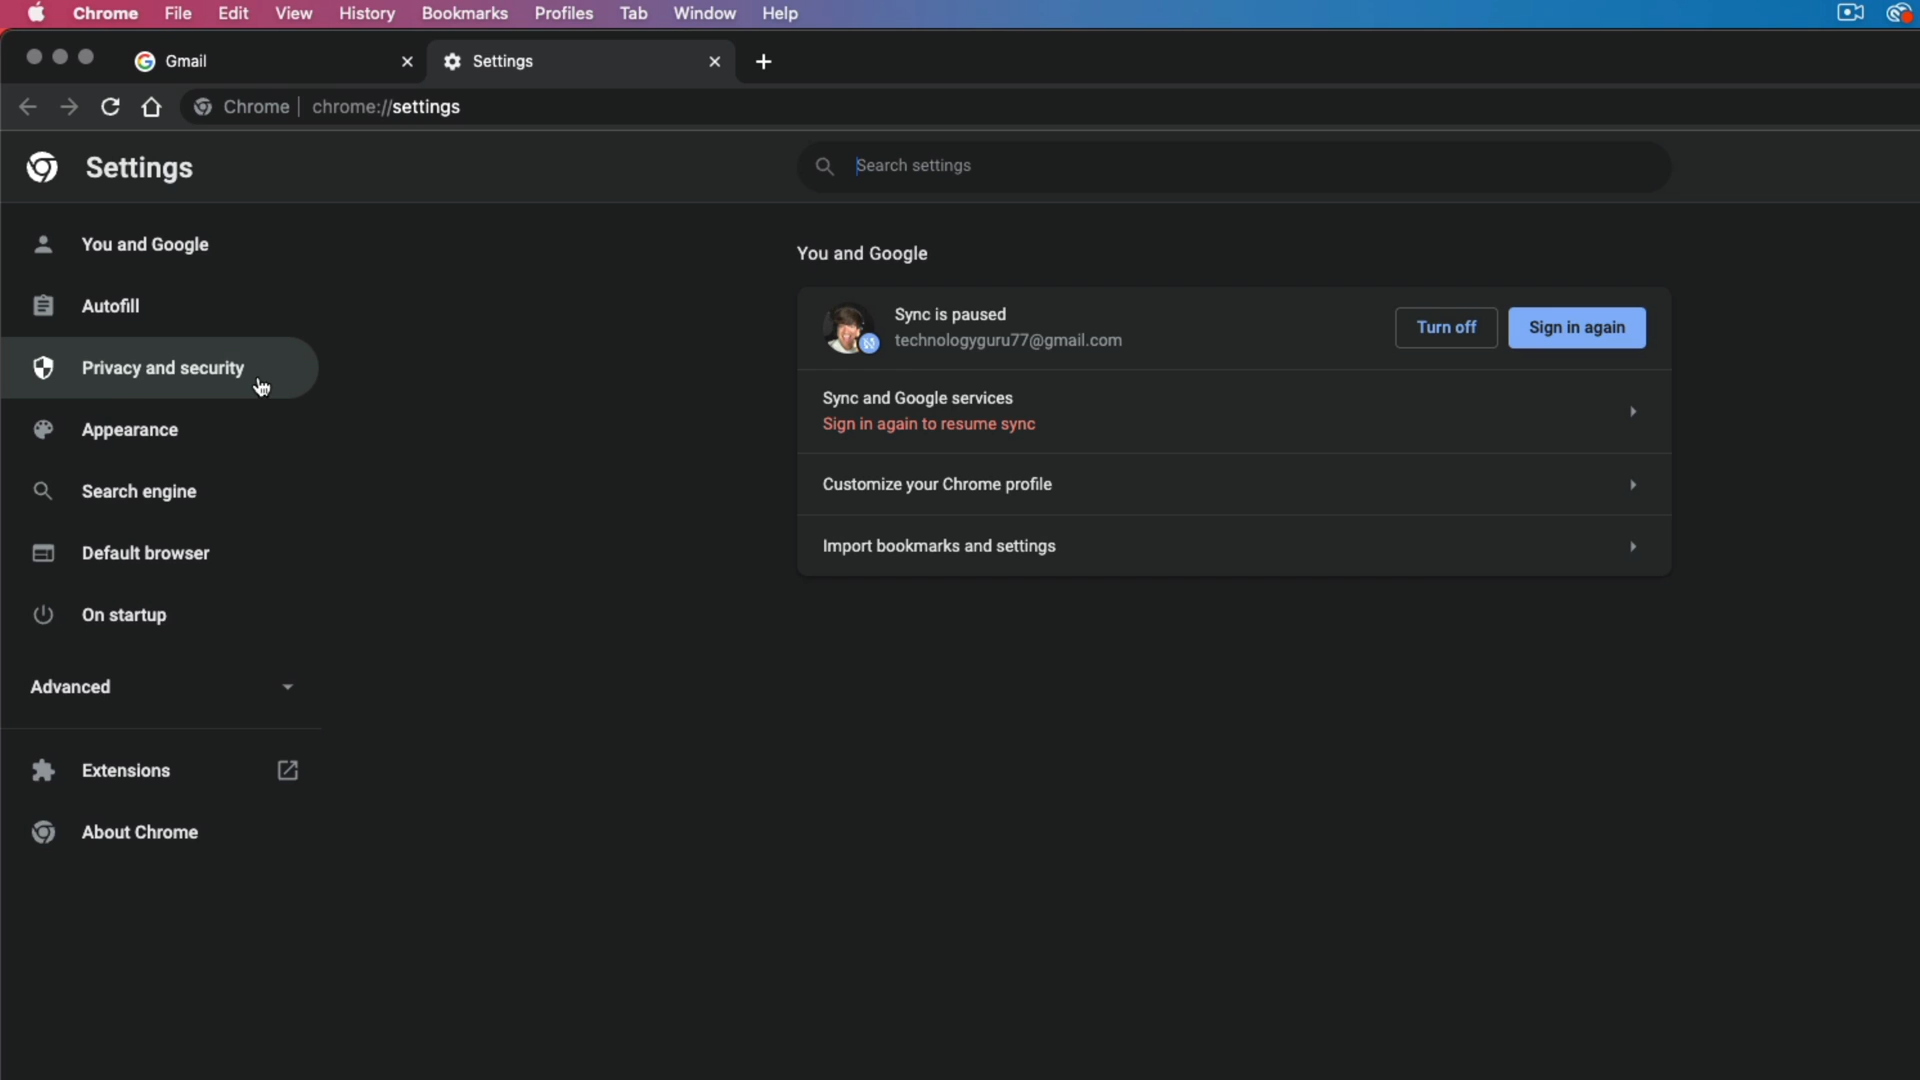 Chrome File Edit View History Bookmarks Profiles Tab Window Help
Gmail Settings
Chrome chrome://settings
Settings
Search settings
You and Google
Autofill
Privacy and security
Appearance
Search engine
Default browser
On startup
Advanced
Extensions
About Chrome
You and Google
Sync is paused
technologyguru77@gmail.com
Turn off
Sign in again
Sync and Google services
Sign in again to resume sync
Customize your Chrome profile
Import bookmarks and settings